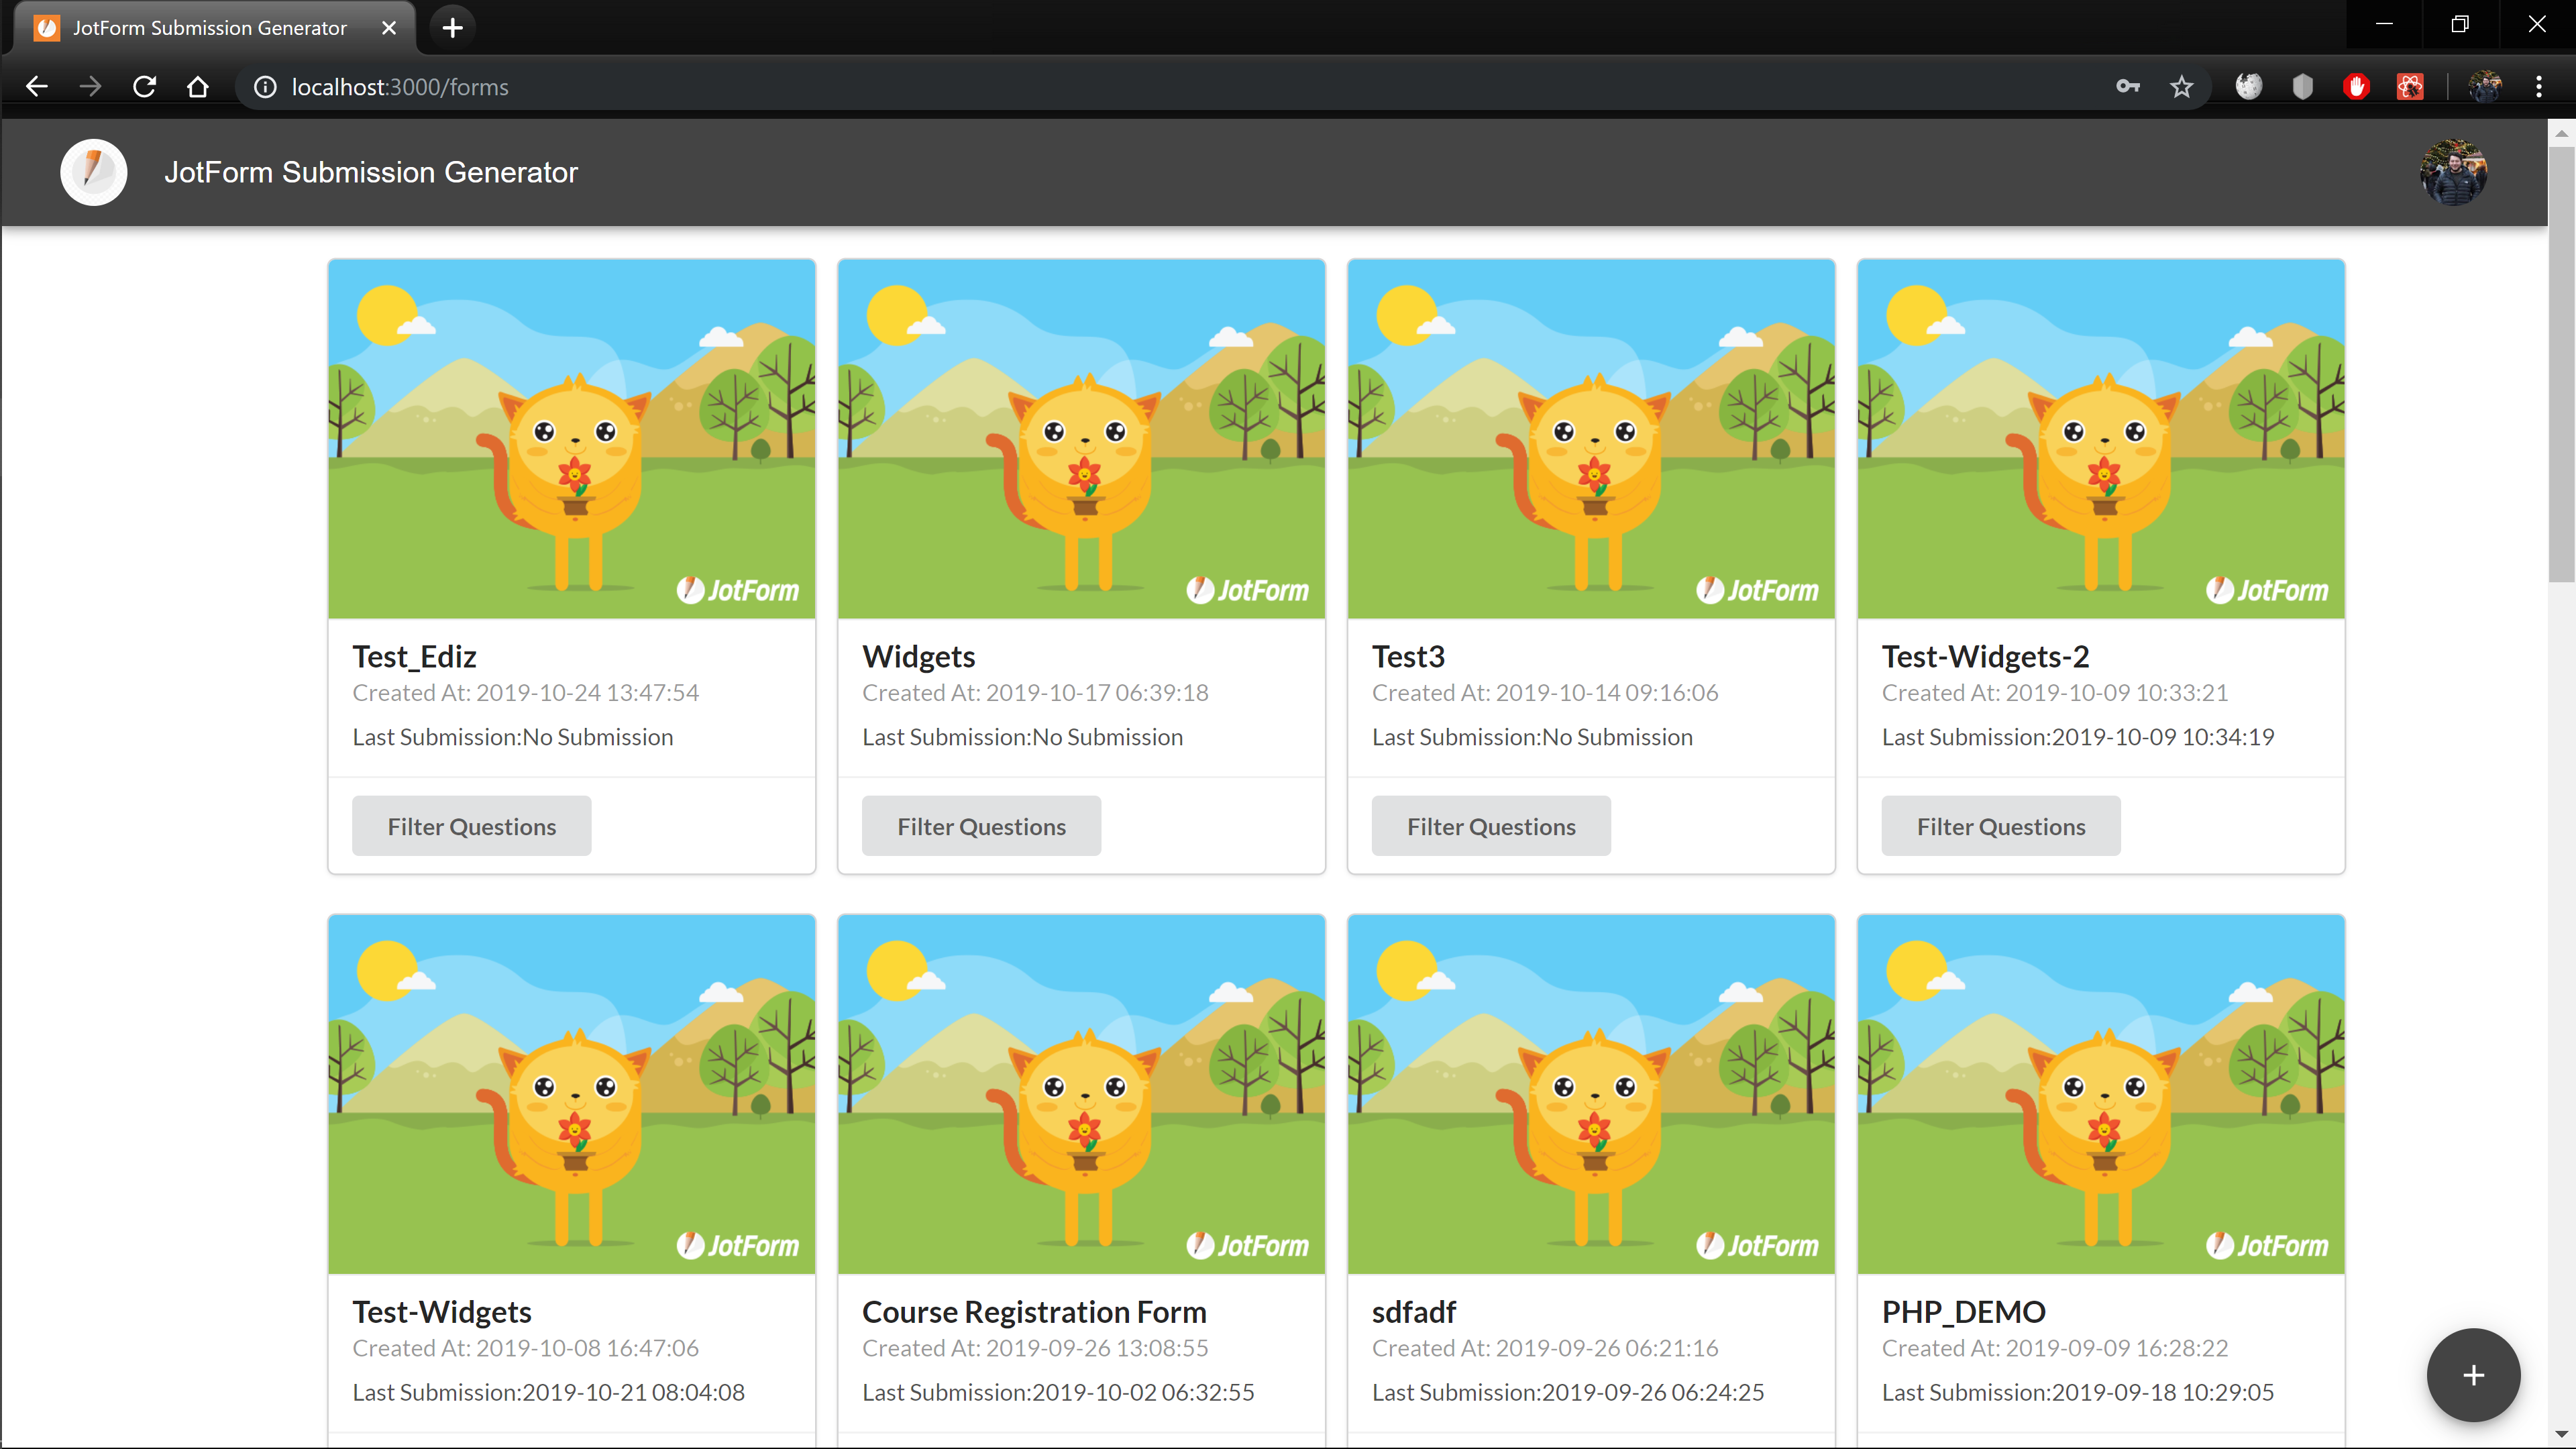 JotForm Submission Generator
localhost:3000/forms
JotForm Submission Generator
JotForm
JotForm
JotForm
JotForm
Test_Ediz
Created At: 2019-10-24 13:47:54
Last Submission:No Submission
Filter Questions
Widgets
Created At: 2019-10-17 06:39:18
Last Submission:No Submission
Filter Questions
Test3
Created At: 2019-10-14 09:16:06
Last Submission:No Submission
Filter Questions
Test-Widgets-2
Created At: 2019-10-09 10:33:21
Last Submission:2019-10-09 10:34:19
Filter Questions
JotForm
JotForm
JotForm
JotForm
Test-Widgets
Created At: 2019-10-08 16:47:06
Last Submission:2019-10-21 08:04:08
Course Registration Form
Created At: 2019-09-26 13:08:55
Last Submission:2019-10-02 06:32:55
sdfadf
Created At: 2019-09-26 06:21:16
Last Submission:2019-09-26 06:24:25
PHP_DEMO
Created At: 2019-09-09 16:28:22
Last Submission:2019-09-18 10:29:05